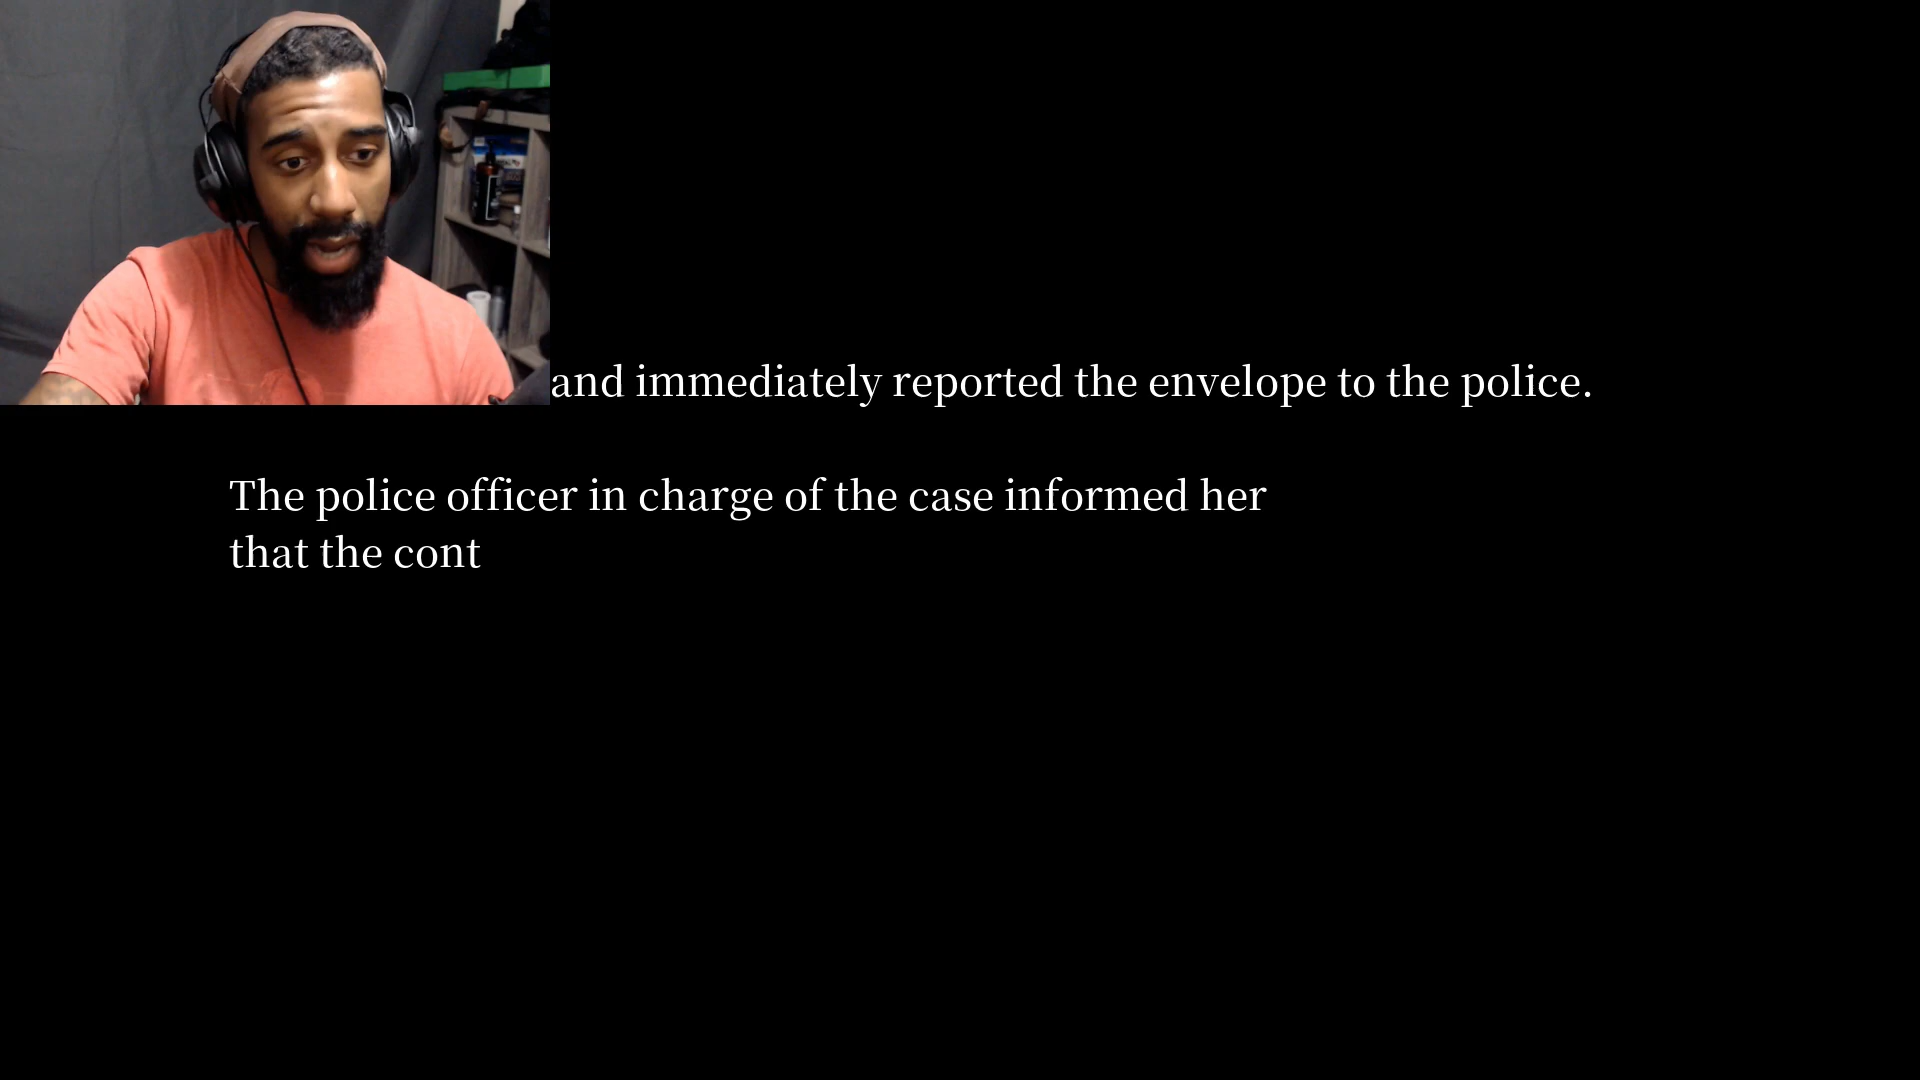 and immediately reported the envelope to the police.
The police officer in charge of the case informed her
that the cont